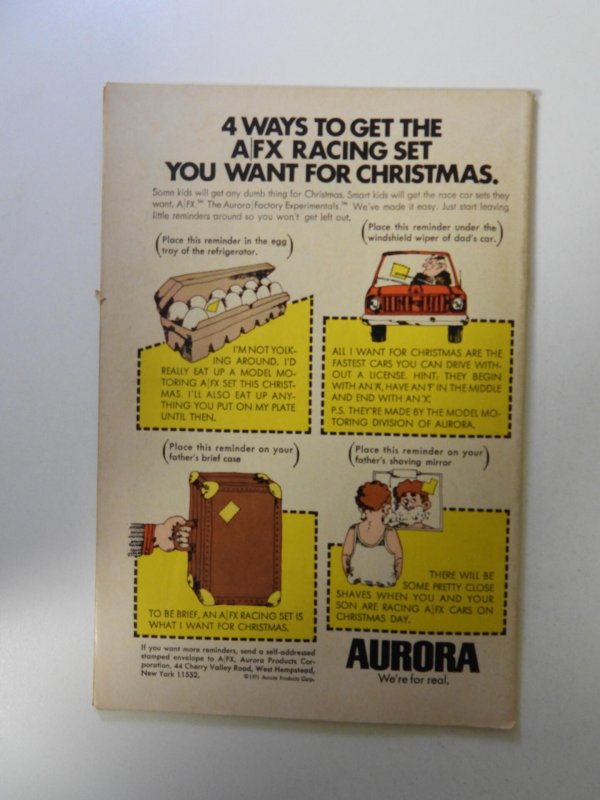 4 WAYS TO GET THE
A/FX RACING SET
YOU WANT FOR CHRISTMAS.
Some kids will get any dumb thing for Christmas. Smart kids will get the race car sets they
want. A/FX.™ The Aurora Factory Experimentals.™ We've made it easy. Just start leaving
little reminders around so you won't get left out.
(Place this reminder in the egg
tray of the refrigerator.)
(Place this reminder under the
windshield wiper of dad's car.)
I'M NOT YOLK-
ING AROUND, I'D
REALLY EAT UP A MODEL MO-
TORING A/FX SET THIS CHRIST-
MAS. I'LL ALSO EAT UP ANY-
THING YOU PUT ON MY PLATE
UNTIL THEN.
ALL I WANT FOR CHRISTMAS ARE THE
FASTEST CARS YOU CAN DRIVE WITH-
OUT A LICENSE. HINT: THEY BEGIN
WITH AN 'A', HAVE AN 'F' IN THE MIDDLE
AND END WITH AN 'X'.
P.S. THEY'RE MADE BY THE MODEL MO-
TORING DIVISION OF AURORA.
(Place this reminder on your
father's brief case)
(Place this reminder on your
father's shaving mirror)
TO BE BRIEF, AN A/FX RACING SET IS
WHAT I WANT FOR CHRISTMAS.
THERE WILL BE
SOME PRETTY CLOSE
SHAVES WHEN YOU AND YOUR
SON ARE RACING A/FX CARS ON
CHRISTMAS DAY.
If you want more reminders, send a self-addressed
stamped envelope to A/FX, Aurora Products Cor-
poration, 44 Cherry Valley Road, West Hempstead,
New York 11552.
©1971 Aurora Products Corp.
AURORA
We're for real.